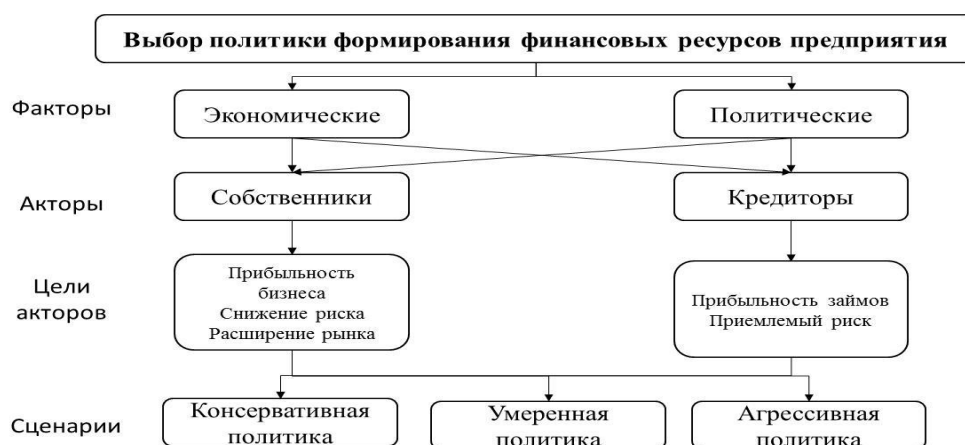 Выбор политики формирования финансовых ресурсов предприятия
Факторы
Экономические
Политические
Акторы
Собственники
Кредиторы
Цели
акторов
Прибыльность
бизнеса
Снижение риска
Расширение рынка
Прибыльность займов
Приемлемый риск
Сценарии
Консервативная
политика
Умеренная
политика
Агрессивная
политика